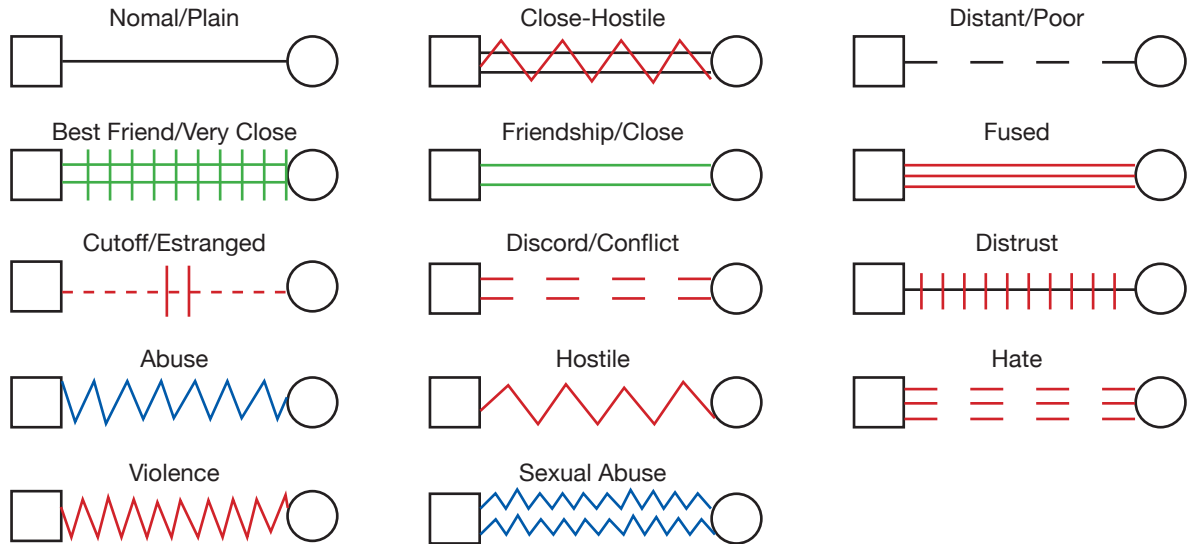 Nomal/Plain
Close-Hostile
Distant/Poor
Best Friend/Very Close
Friendship/Close
Fused
Cutoff/Estranged
Discord/Conflict
Distrust
Abuse
Hostile
Hate
Violence
Sexual Abuse